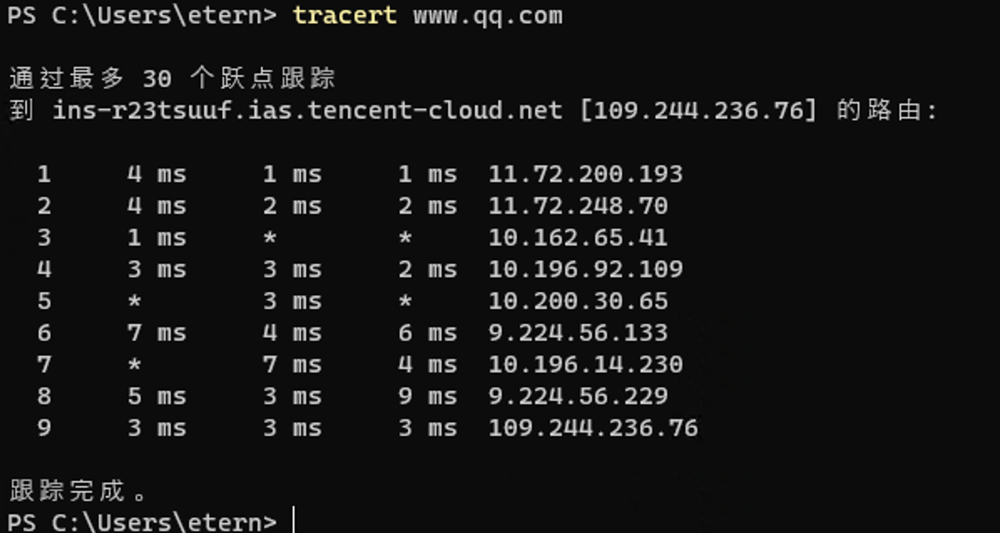 PS C:\Users\etern> tracert www.qq.com
通过最多 30 个跃点跟踪
到 ins-r23tsuuf.ias.tencent-cloud.net [109.244.236.76] 的路由:
1 4 ms 1 ms 1 ms 11.72.200.193
2 4 ms 2 ms 2 ms 11.72.248.70
3 1 ms * * 10.162.65.41
4 3 ms 3 ms 2 ms 10.196.92.109
5 * 3 ms * 10.200.30.65
6 7 ms 4 ms 6 ms 9.224.56.133
7 * 7 ms 4 ms 10.196.14.230
8 5 ms 3 ms 9 ms 9.224.56.229
9 3 ms 3 ms 3 ms 109.244.236.76
跟踪完成。
PS C:\Users\etern>